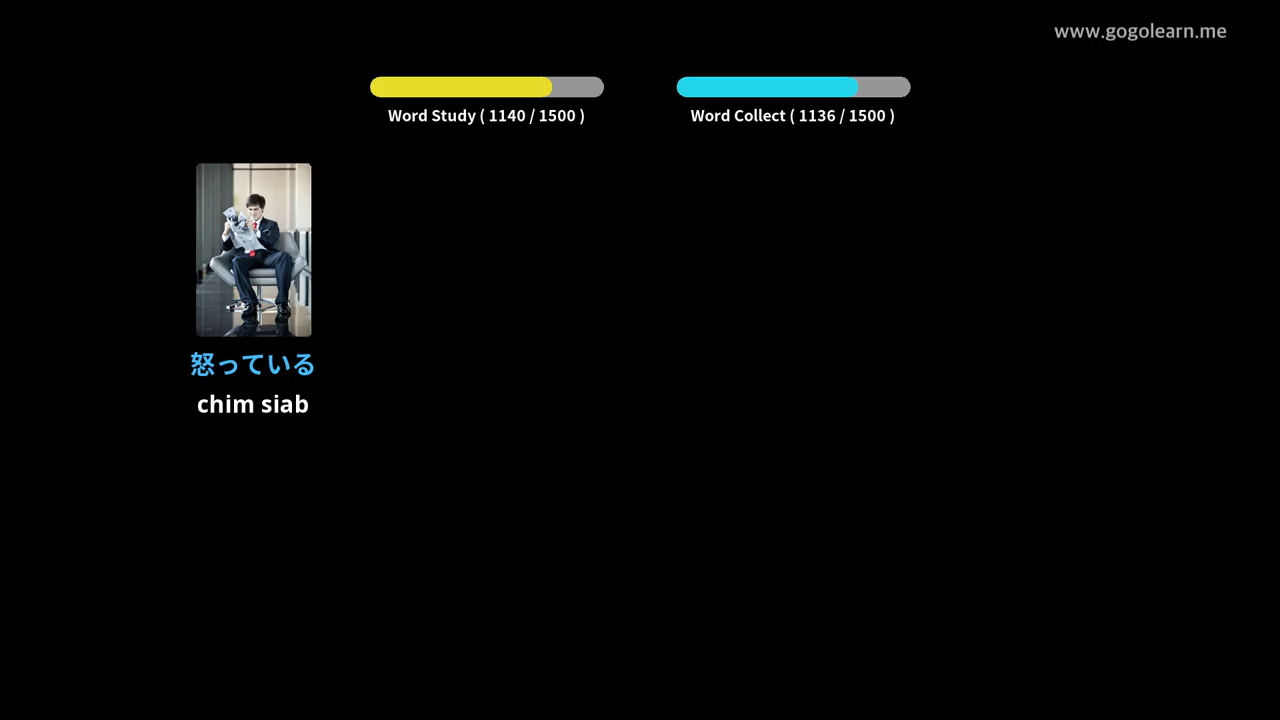 www.gogolearn.me
Word Study ( 1140 / 1500 )
Word Collect ( 1136 / 1500 )
怒っている
chim siab